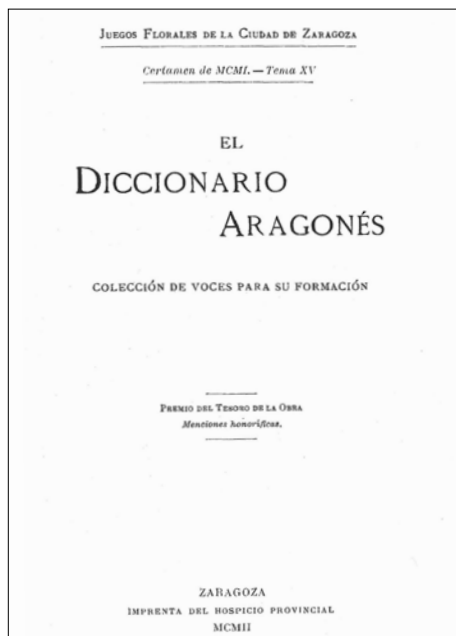 JUEGOS FLORALES DE LA CIUDAD DE ZARAGOZA
Certamen de MCMI. — Tema XV
EL
DICCIONARIO
ARAGONÉS
COLECCIÓN DE VOCES PARA SU FORMACIÓN
PREMIO DEL TESORO DE LA OBRA
Menciones honoríficas.
ZARAGOZA
IMPRENTA DEL HOSPICIO PROVINCIAL
MCMII